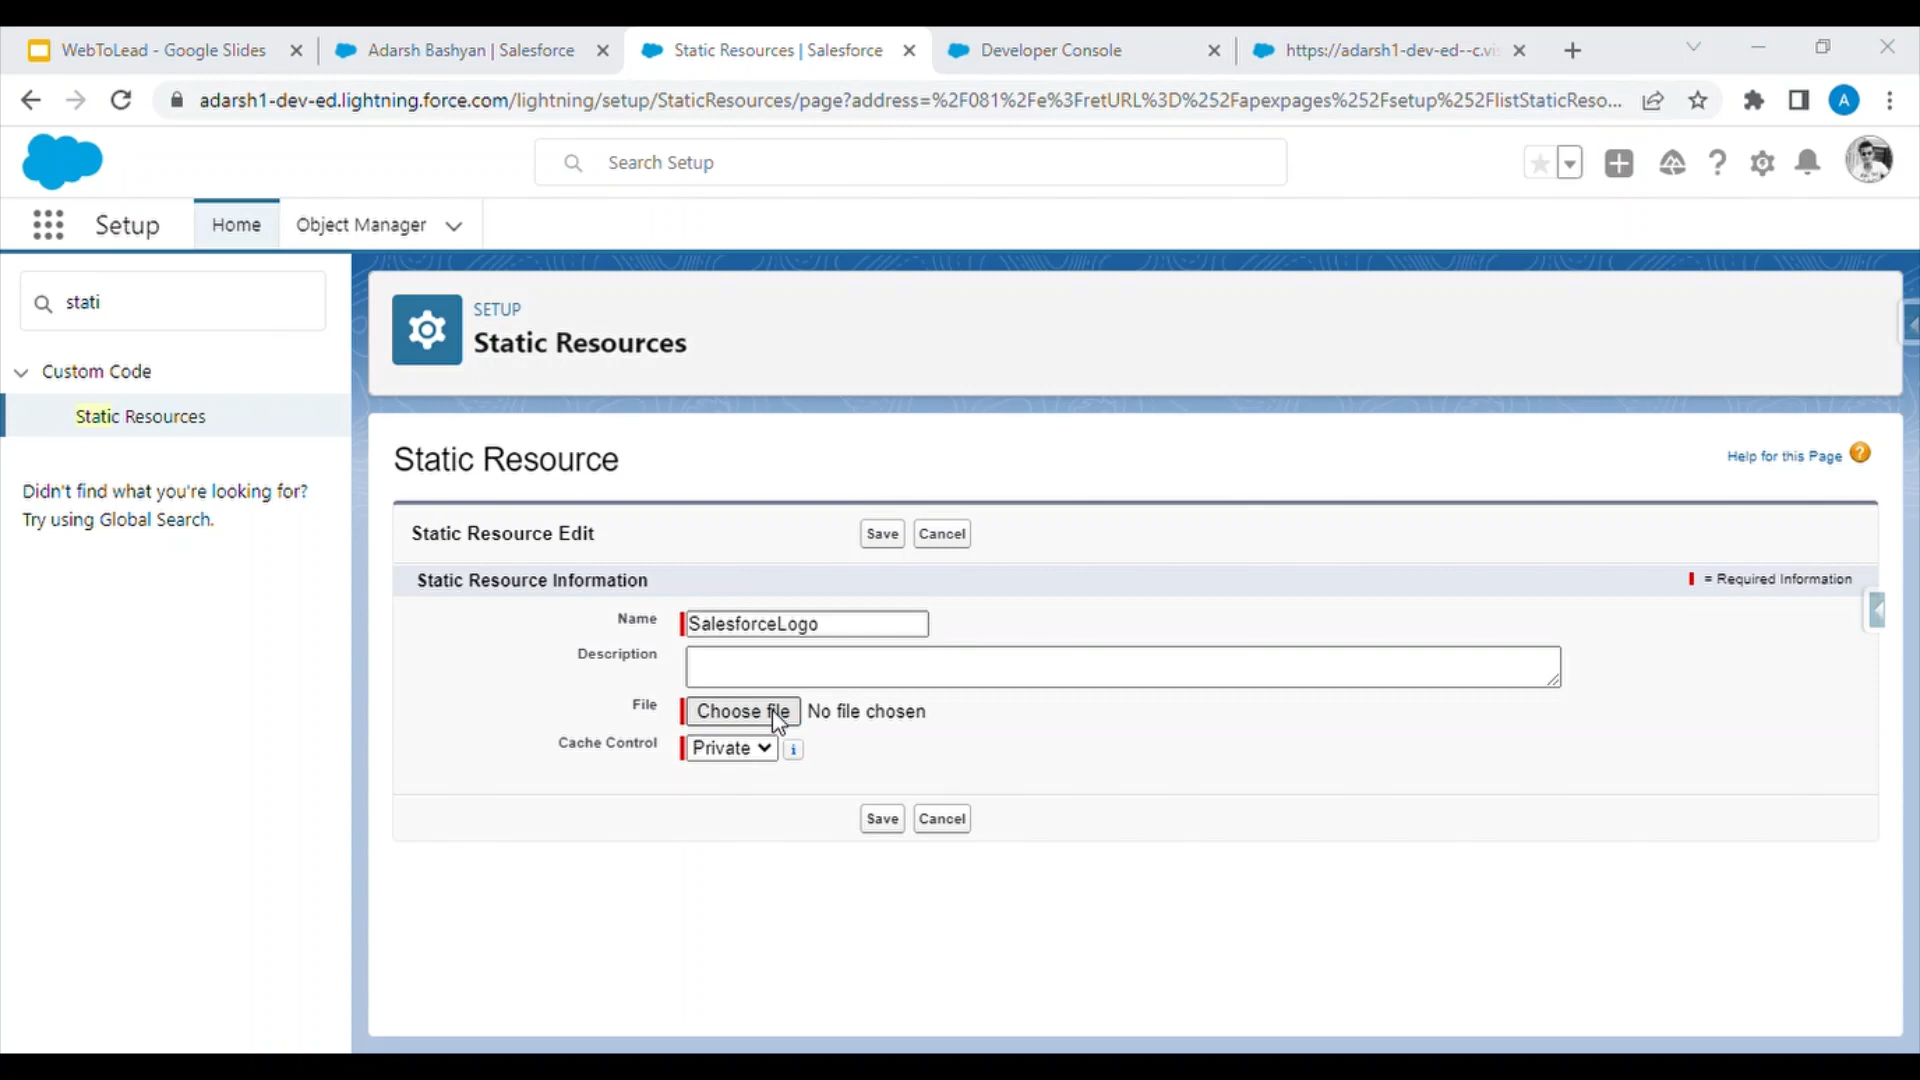 WebToLead - Google Slides
Adarsh Bashyan | Salesforce
Static Resources | Salesforce
Developer Console
https://adarsh1-dev-ed--c.vi
adarsh1-dev-ed.lightning.force.com/lightning/setup/StaticResources/page?address=%2F081%2Fe%3FretURL%3D%252Fapexpages%252Fsetup%252FlistStaticReso...
A
Search Setup
Setup
Home
Object Manager
stati
Custom Code
Static Resources
Didn't find what you're looking for?
Try using Global Search.
SETUP
Static Resources
Static Resource
Help for this Page
Static Resource Edit
Save
Cancel
Static Resource Information
= Required Information
Name
SalesforceLogo
Description
File
Choose file
No file chosen
Cache Control
Private
i
Save
Cancel